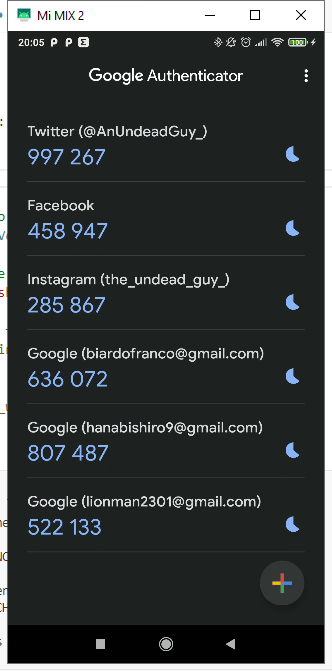 Mi MIX 2
20:05
100
Google Authenticator
Twitter (@AnUndeadGuy_)
997 267
Facebook
458 947
Instagram (the_undead_guy_)
285 867
Google (biardofranco@gmail.com)
636 072
Google (hanabishiro9@gmail.com)
807 487
Google (lionman2301@gmail.com)
522 133